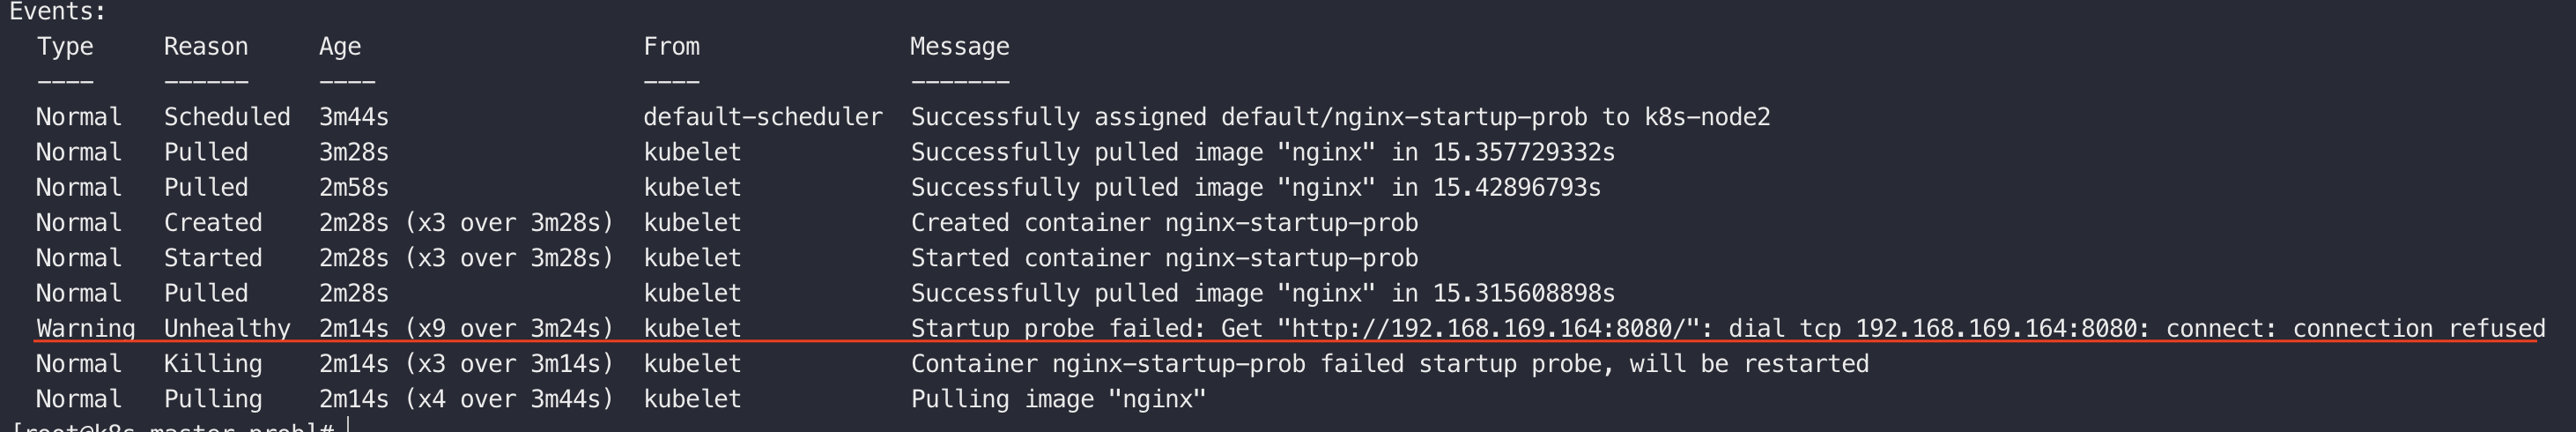 Events:
Type Reason Age From Message
---- ------ ---- ---- -------
Normal Scheduled 3m44s default-scheduler Successfully assigned default/nginx-startup-prob to k8s-node2
Normal Pulled 3m28s kubelet Successfully pulled image "nginx" in 15.357729332s
Normal Pulled 2m58s kubelet Successfully pulled image "nginx" in 15.42896793s
Normal Created 2m28s (x3 over 3m28s) kubelet Created container nginx-startup-prob
Normal Started 2m28s (x3 over 3m28s) kubelet Started container nginx-startup-prob
Normal Pulled 2m28s kubelet Successfully pulled image "nginx" in 15.315608898s
Warning Unhealthy 2m14s (x9 over 3m24s) kubelet Startup probe failed: Get "http://192.168.169.164:8080/": dial tcp 192.168.169.164:8080: connect: connection refused
Normal Killing 2m14s (x3 over 3m14s) kubelet Container nginx-startup-prob failed startup probe, will be restarted
Normal Pulling 2m14s (x4 over 3m44s) kubelet Pulling image "nginx"
[root@k8s-master prob]#